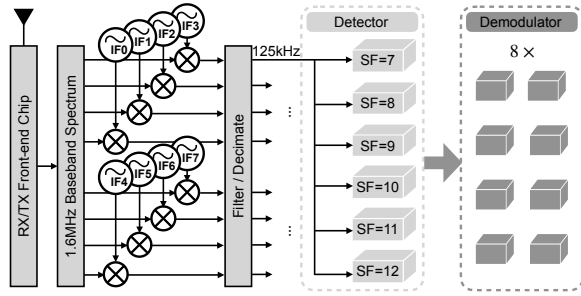 RX/TX Front-end Chip
1.6MHz Baseband Spectrum
IF0
IF1
IF2
IF3
IF4
IF5
IF6
IF7
Filter / Decimate
125kHz
Detector
SF=7
SF=8
SF=9
SF=10
SF=11
SF=12
Demodulator
8 ×